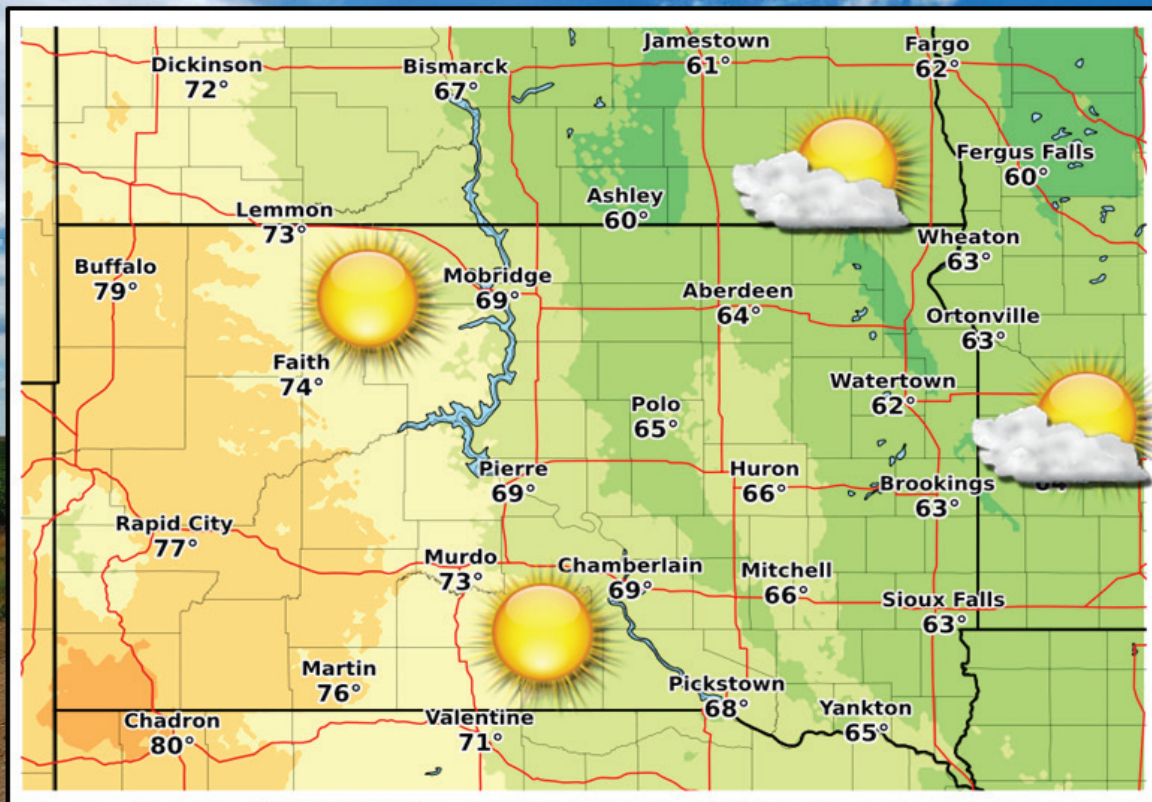 Jamestown
61°
Fargo
62°
Dickinson
72°
Bismarck
67°
Fergus Falls
60°
Ashley
60°
Lemmon
73°
Wheaton
63°
Buffalo
79°
Mobridge
69°
Aberdeen
64°
Ortonville
63°
Faith
74°
Watertown
62°
Polo
65°
Pierre
69°
Huron
66°
Brookings
63°
Rapid City
77°
Murdo
73°
Chamberlain
69°
Mitchell
66°
Sioux Falls
63°
Martin
76°
Pickstown
68°
Chadron
80°
Valentine
71°
Yankton
65°